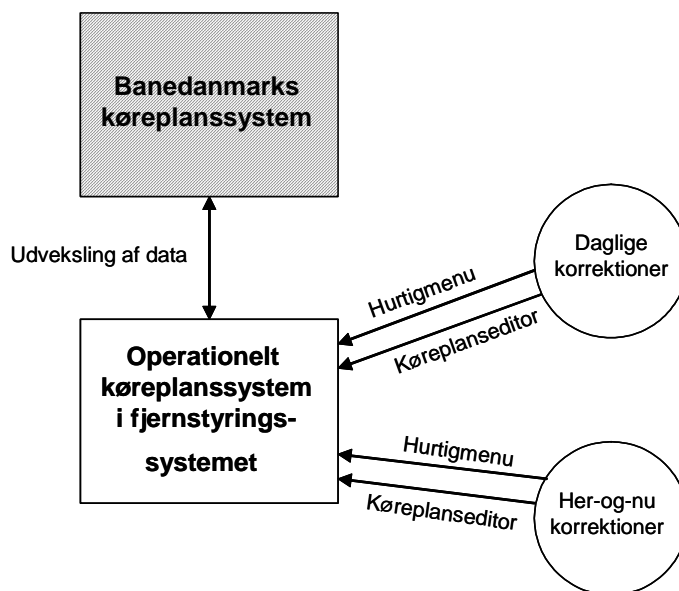 Banedanmarks
køreplanssystem
Udveksling af data
Daglige
korrektioner
Hurtigmenu
Køreplanseditor
Operationelt
køreplanssystem
i fjernstyrings-
systemet
Hurtigmenu
Køreplanseditor
Her-og-nu
korrektioner